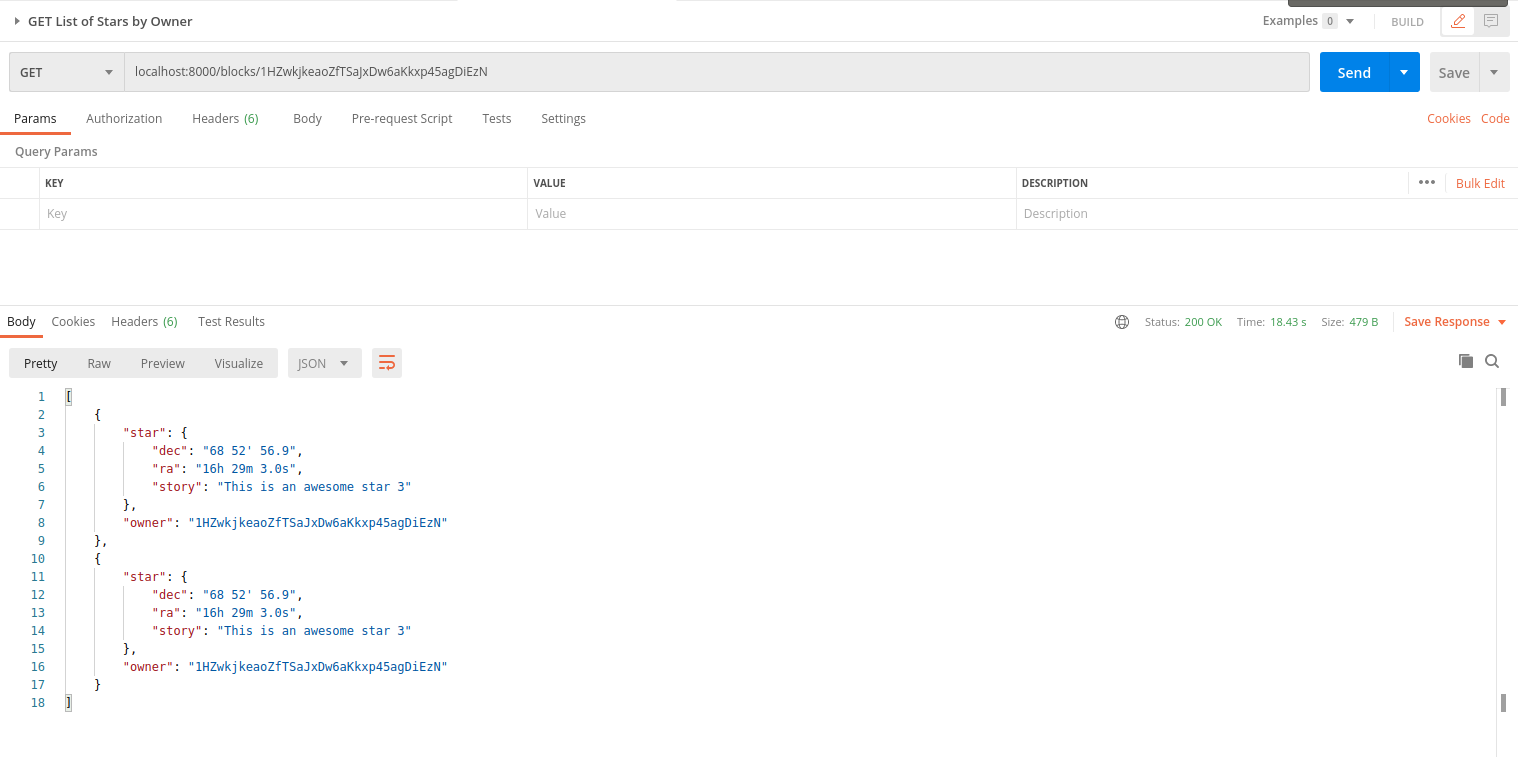 GET List of Stars by Owner
Examples 0 BUILD
GET localhost:8000/blocks/1HZwkjkeaoZfTSaJxDw6aKkxp45agDiEzN Send Save
Params Authorization Headers (6) Body Pre-request Script Tests Settings Cookies Code
Query Params
KEY VALUE DESCRIPTION ••• Bulk Edit
Key Value Description
Body Cookies Headers (6) Test Results Status: 200 OK Time: 18.43 s Size: 479 B Save Response
Pretty Raw Preview Visualize JSON
1 [
2 {
3 "star": {
4 "dec": "68 52' 56.9",
5 "ra": "16h 29m 3.0s",
6 "story": "This is an awesome star 3"
7 },
8 "owner": "1HZwkjkeaoZfTSaJxDw6aKkxp45agDiEzN"
9 },
10 {
11 "star": {
12 "dec": "68 52' 56.9",
13 "ra": "16h 29m 3.0s",
14 "story": "This is an awesome star 3"
15 },
16 "owner": "1HZwkjkeaoZfTSaJxDw6aKkxp45agDiEzN"
17 }
18 ]